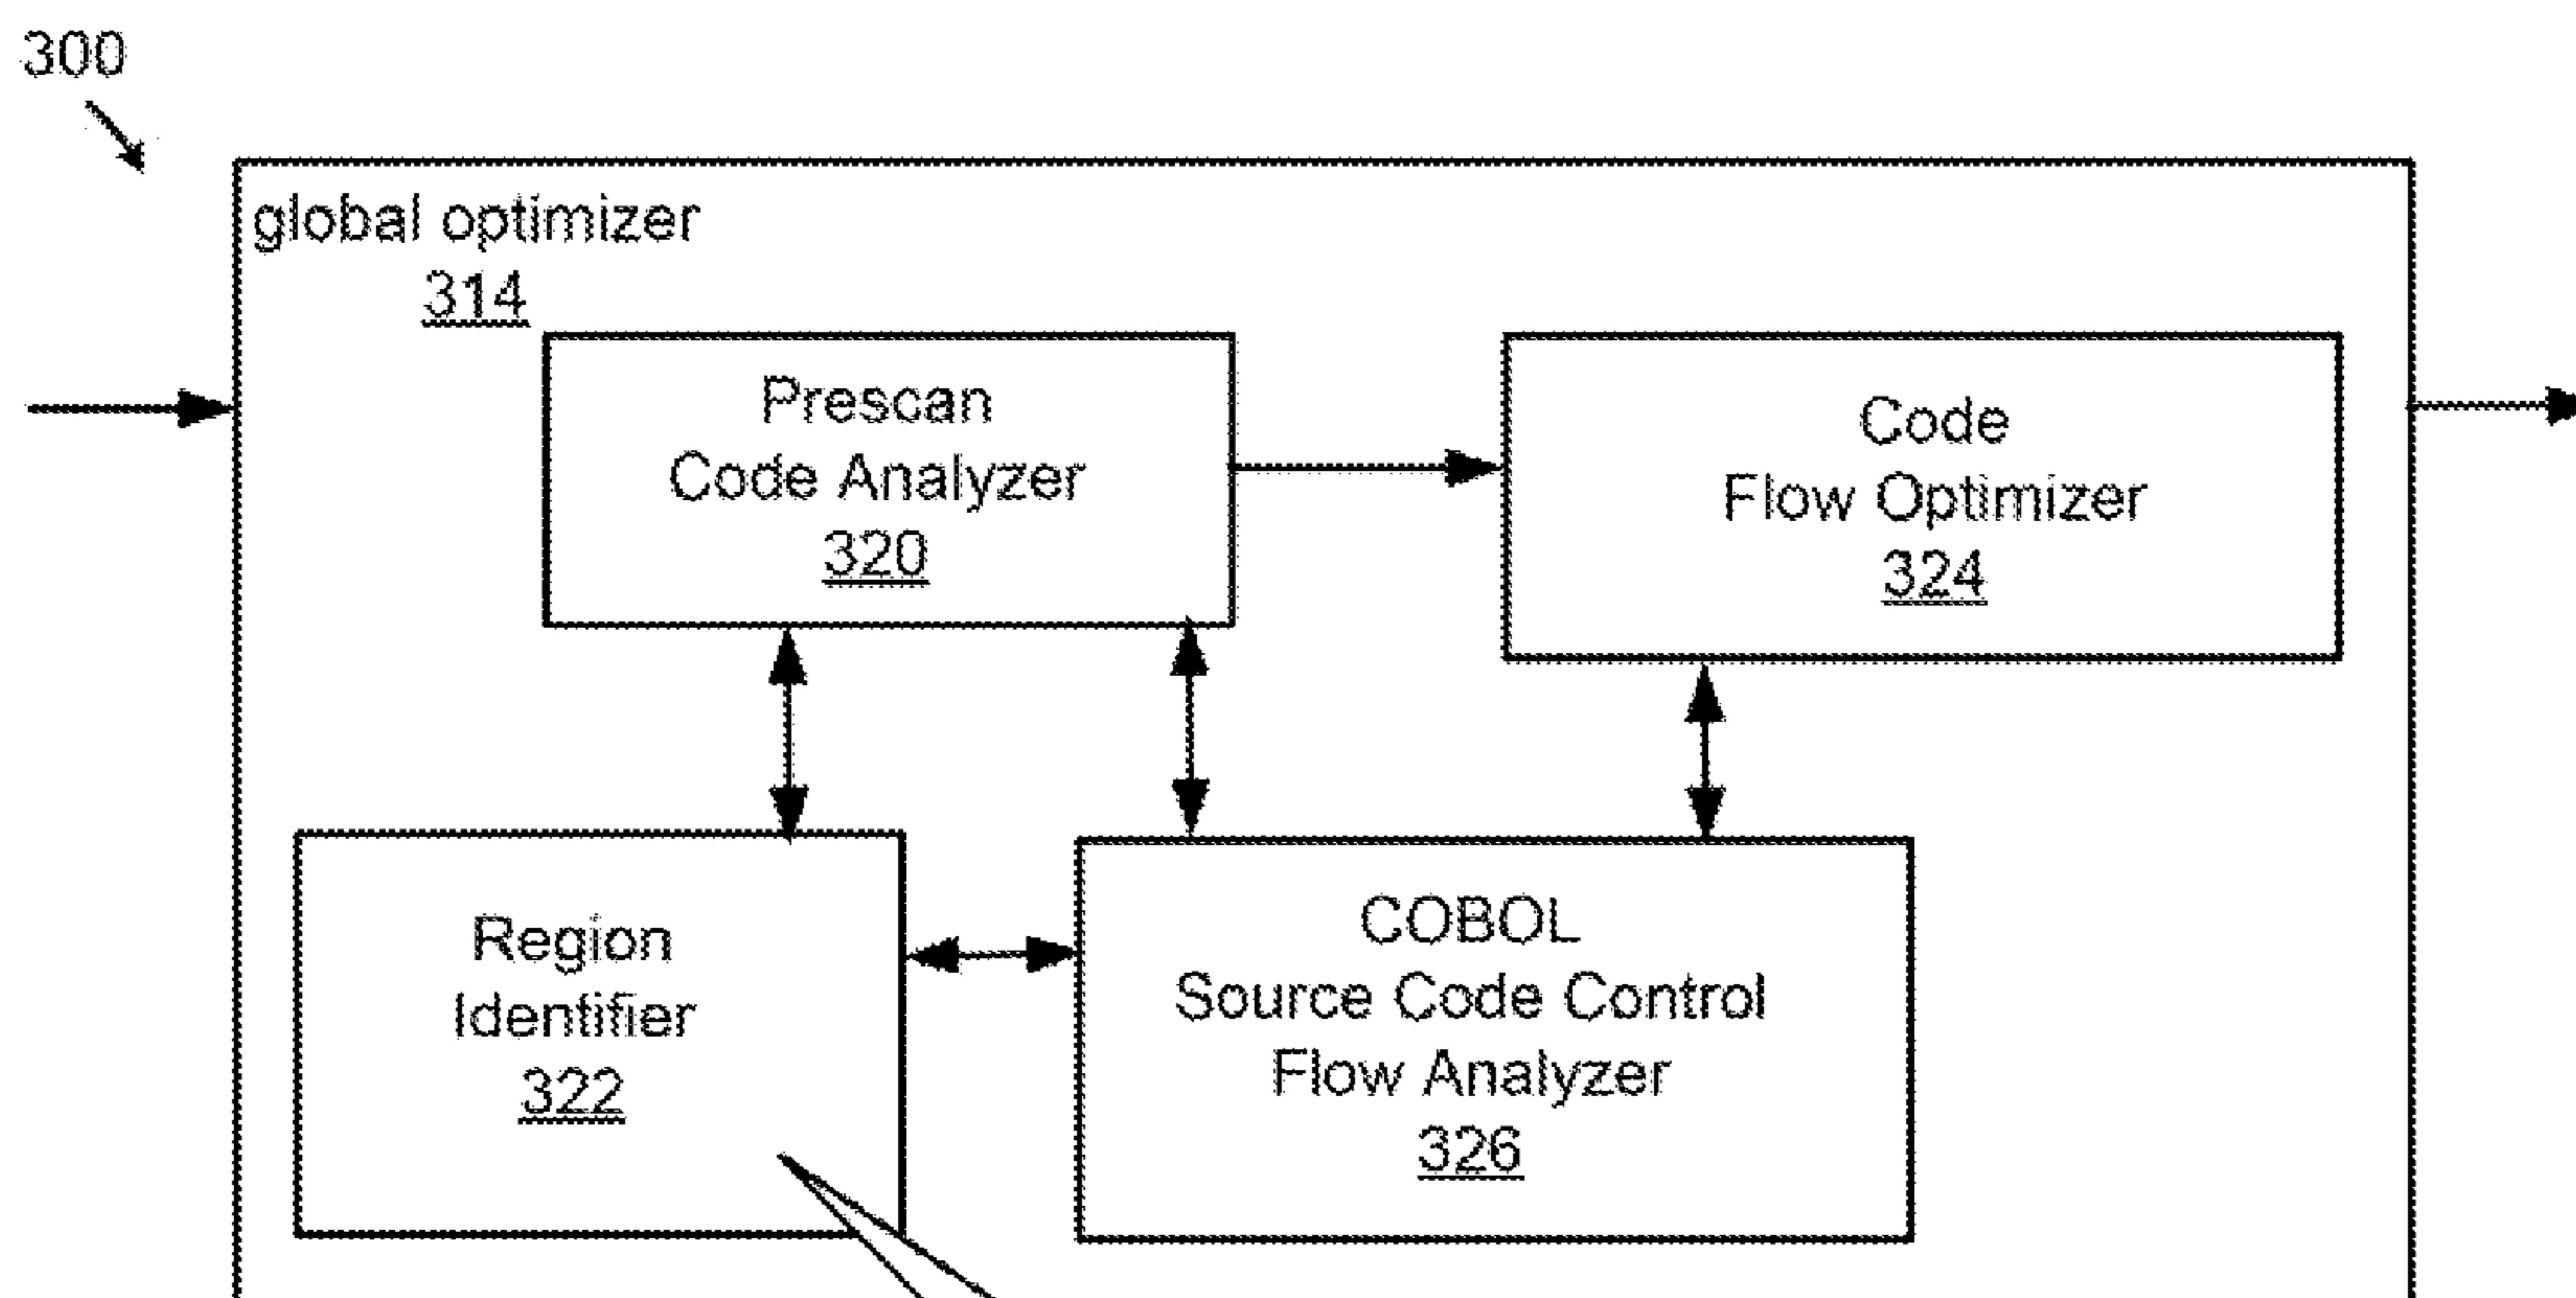 300
global optimizer
314
Prescan
Code Analyzer
320
Code
Flow Optimizer
324
Region
Identifier
322
COBOL
Source Code Control
Flow Analyzer
326